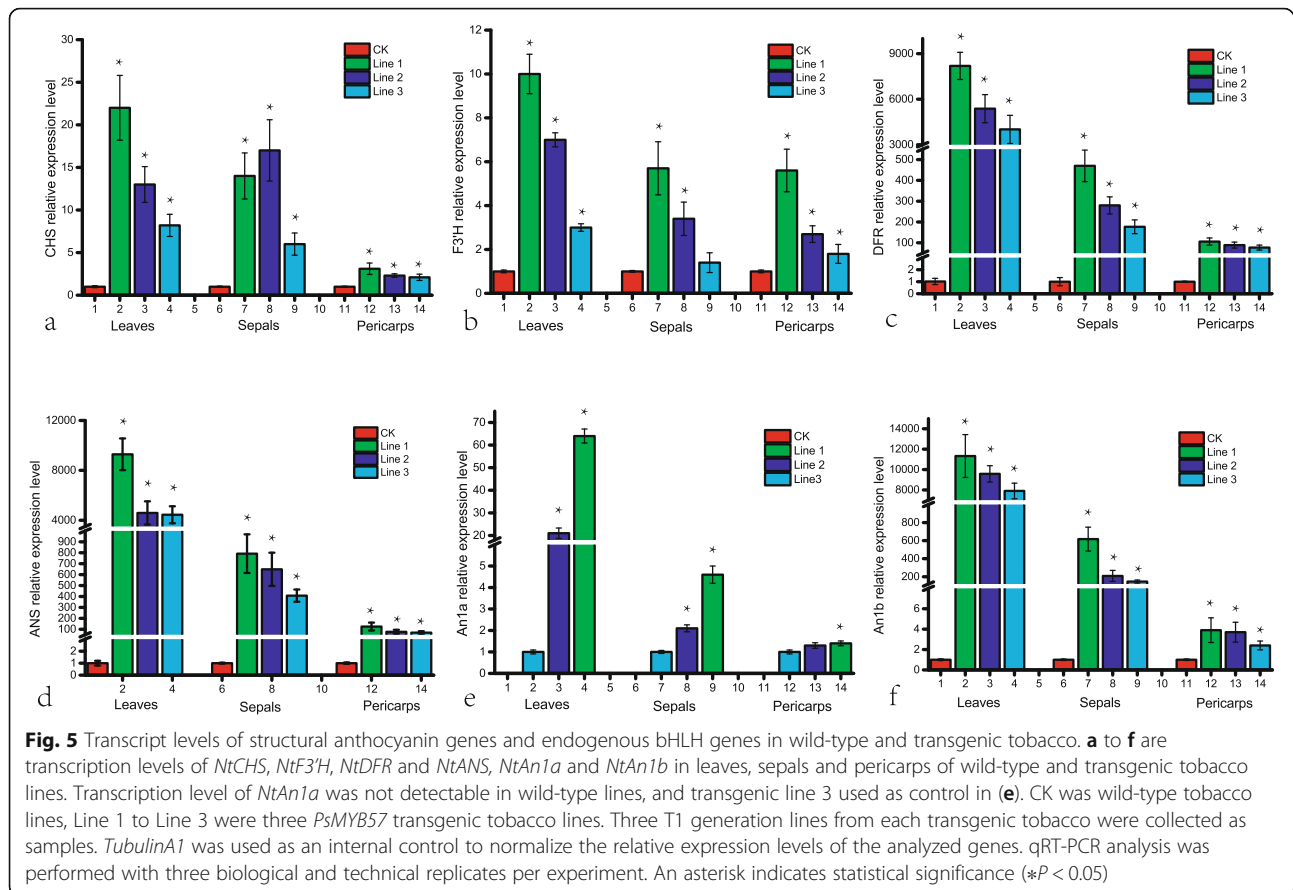 30
25
20
15
10
5
0
CHS relative expression level
CK
Line 1
Line 2
Line 3
*
*
*
*
*
*
*
*
*
1 2 3 4 5 6 7 8 9 10 11 12 13 14
a Leaves Sepals Pericarps
12
10
8
6
4
2
0
F3'H relative expression level
CK
Line 1
Line 2
Line 3
*
*
*
*
*
*
*
*
1 2 3 4 5 6 7 8 9 10 11 12 13 14
b Leaves Sepals Pericarps
9000
6000
3000
500
400
300
200
100
2
1
0
DFR relative expression level
CK
Line 1
Line 2
Line 3
*
*
*
*
*
*
*
*
*
1 2 3 4 5 6 7 8 9 10 11 12 13 14
c Leaves Sepals Pericarps
12000
8000
4000
900
800
700
600
500
400
300
200
100
2
1
0
ANS relative expression level
CK
Line 1
Line 2
Line 3
*
*
*
*
*
*
*
*
*
2 4 6 8 10 12 14
d Leaves Sepals Pericarps
70
60
50
40
30
20
5
4
3
2
1
0
An1a relative expression level
CK
Line 1
Line 2
Line3
*
*
*
*
*
1 2 3 4 5 6 7 8 9 10 11 12 13 14
e Leaves Sepals Pericarps
14000
12000
10000
8000
800
600
400
200
6
4
2
0
An1b relative expression level
CK
Line 1
Line 2
Line 3
*
*
*
*
*
*
*
*
*
1 2 3 4 5 6 7 8 9 10 11 12 13 14
f Leaves Sepals Pericarps
Fig. 5 Transcript levels of structural anthocyanin genes and endogenous bHLH genes in wild-type and transgenic tobacco. a to f are
transcription levels of NtCHS, NtF3'H, NtDFR and NtANS, NtAn1a and NtAn1b in leaves, sepals and pericarps of wild-type and transgenic tobacco
lines. Transcription level of NtAn1a was not detectable in wild-type lines, and transgenic line 3 used as control in (e). CK was wild-type tobacco
lines, Line 1 to Line 3 were three PsMYB57 transgenic tobacco lines. Three T1 generation lines from each transgenic tobacco were collected as
samples. TubulinA1 was used as an internal control to normalize the relative expression levels of the analyzed genes. qRT-PCR analysis was
performed with three biological and technical replicates per experiment. An asterisk indicates statistical significance (*P < 0.05)